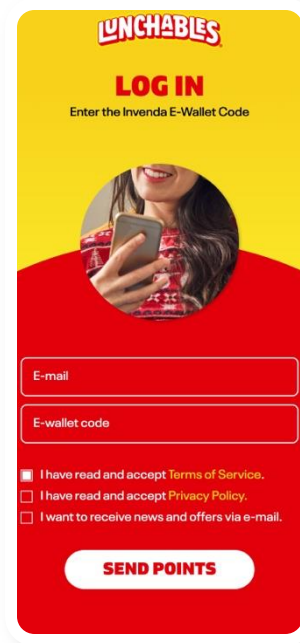 LUNCHABLES
LOG IN
Enter the Invenda E-Wallet Code
E-mail
E-wallet code
I have read and accept Terms of Service.
I have read and accept Privacy Policy.
I want to receive news and offers via e-mail.
SEND POINTS